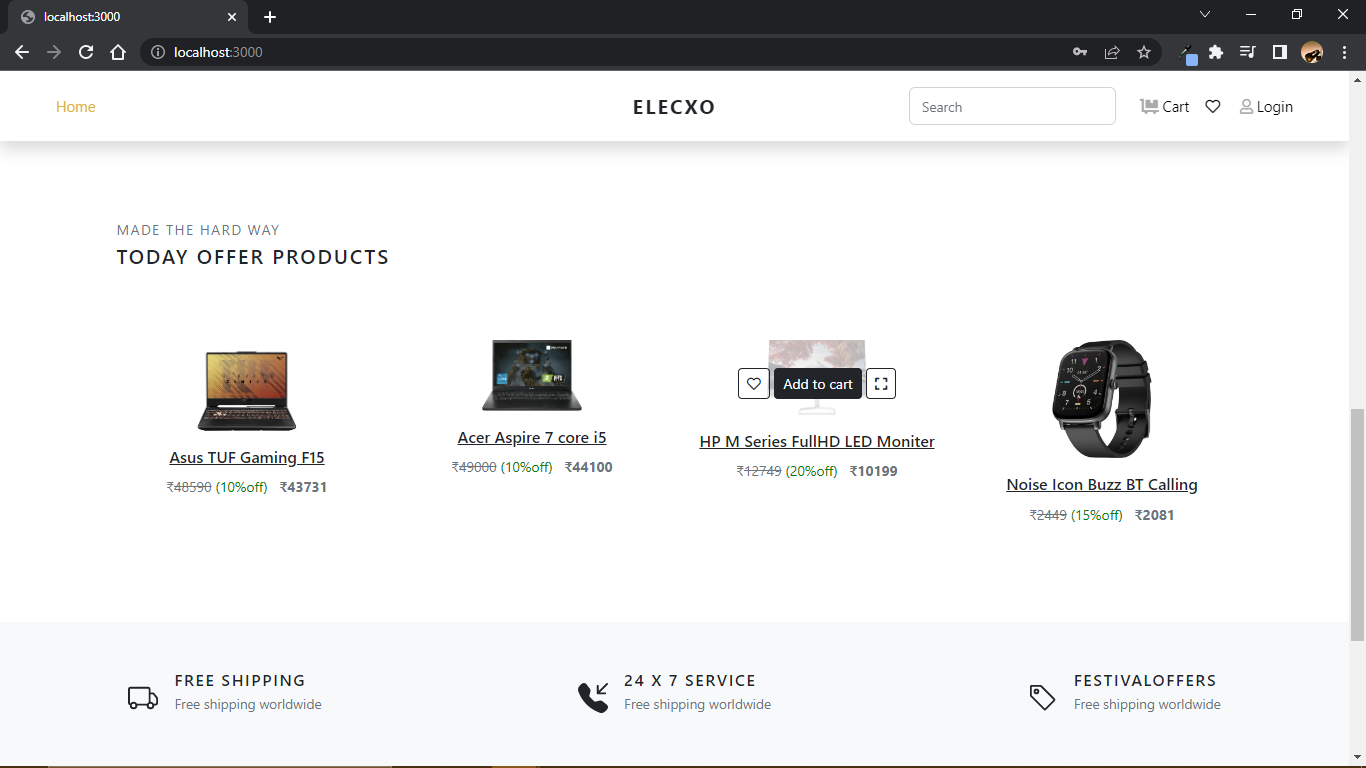 localhost:3000
localhost:3000
Home
ELECXO
Search
Cart
Login
MADE THE HARD WAY
TODAY OFFER PRODUCTS
Add to cart
Asus TUF Gaming F15
₹48590 (10%off) ₹43731
Acer Aspire 7 core i5
₹49000 (10%off) ₹44100
HP M Series FullHD LED Moniter
₹12749 (20%off) ₹10199
Noise Icon Buzz BT Calling
₹2449 (15%off) ₹2081
FREE SHIPPING
Free shipping worldwide
24 X 7 SERVICE
Free shipping worldwide
FESTIVALOFFERS
Free shipping worldwide